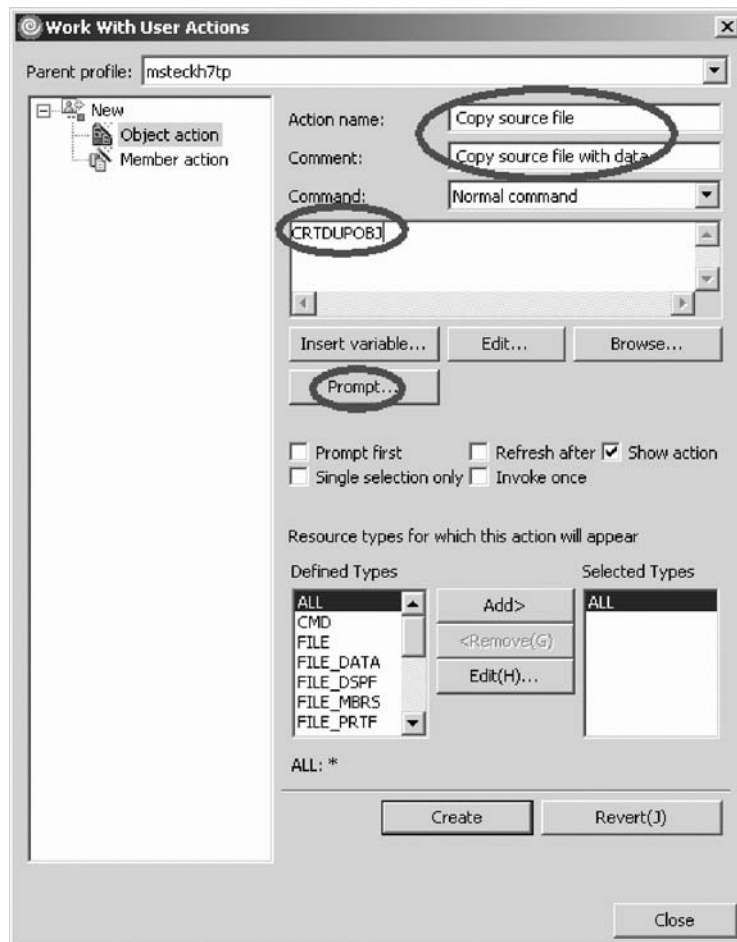 Work With User Actions
Parent profile: msteckh7tp
New
Object action
Member action
Action name: Copy source file
Comment: Copy source file with data
Command: Normal command
CRTDUPOBJ
Insert variable... Edit... Browse...
Prompt...
Prompt first Refresh after Show action
Single selection only Invoke once
Resource types for which this action will appear
Defined Types Selected Types
ALL Add> ALL
CMD
FILE <Remove(G)
FILE_DATA
FILE_DSPF Edit(H)...
FILE_MBRS
FILE_PRTF
ALL: *
Create Revert(J)
Close